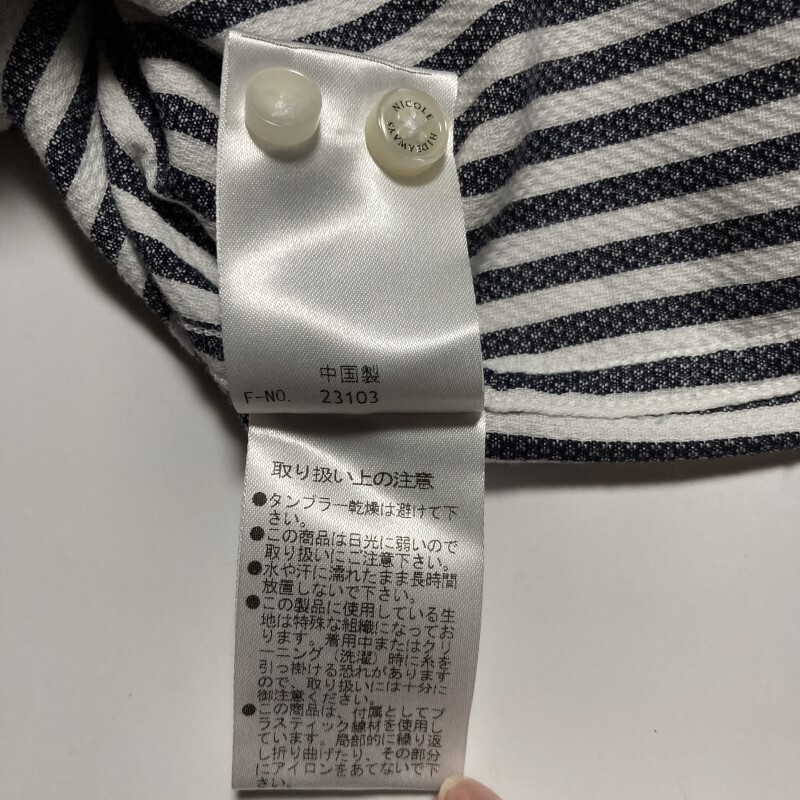 NICOLE HIDEAWAYS
中国製
F-NO. 23103
取り扱い上の注意
●タンブラー乾燥は避けて下
さい。
●この商品は日光に弱いので
取り扱いにご注意下さい。
●水や汗に濡れたまま長時間
放置しないで下さい。
●この製品に使用している生
地は特殊な組織になってお
ります。着用中またはクリ
ーニング（洗濯）時に糸を
引っ掛ける恐れがあります
ので、取り扱いには十分に
御注意ください。
●この商品は、付属としてプ
ラスティック線材を使用し
ています。局部的に繰り返
し折り曲げたり、その部分
にアイロンをあてないで下
さい。